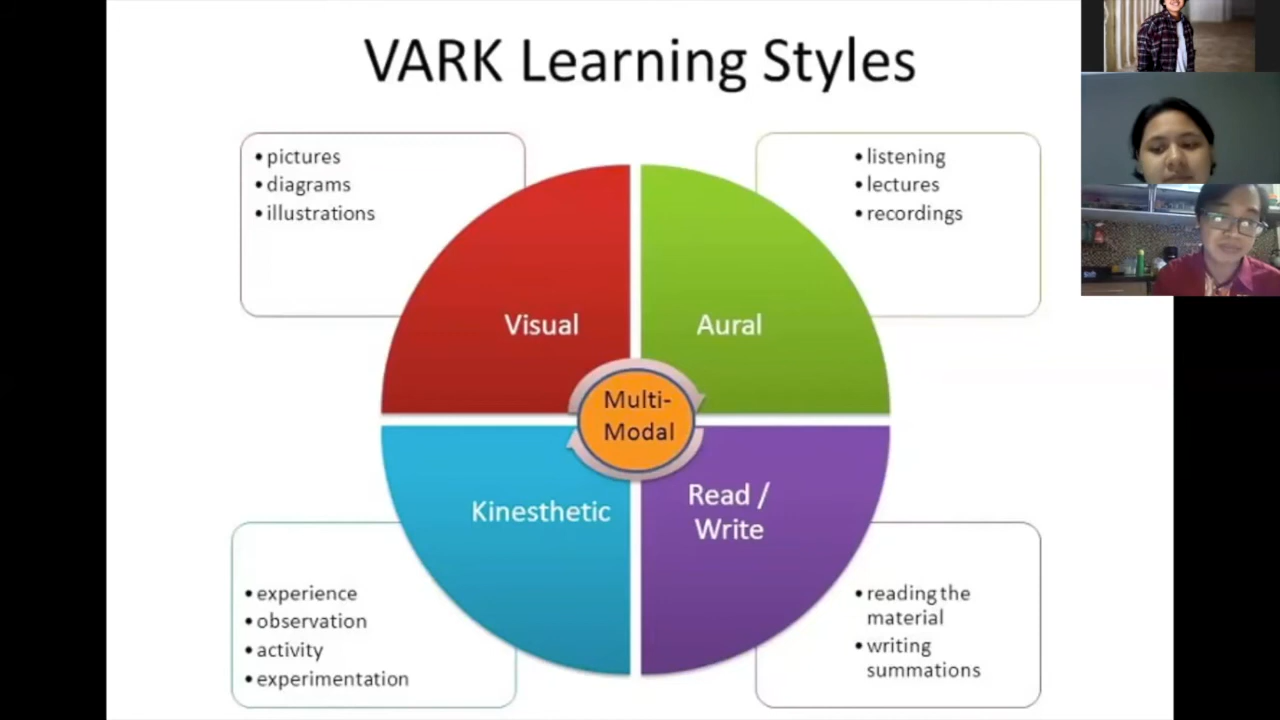 VARK Learning Styles
• pictures
• diagrams
• illustrations
• listening
• lectures
• recordings
Visual
Aural
Multi-
Modal
Kinesthetic
Read /
Write
• experience
• observation
• activity
• experimentation
• reading the
material
• writing
summations